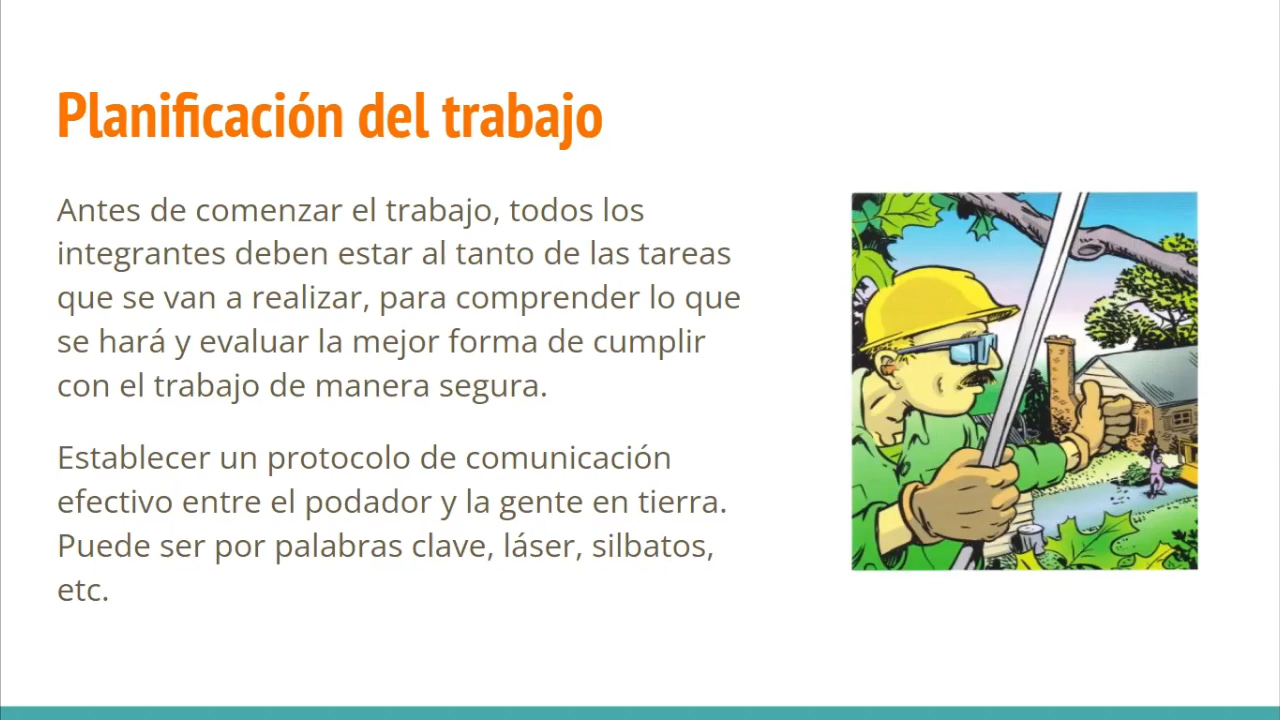 Planificación del trabajo
Antes de comenzar el trabajo, todos los
integrantes deben estar al tanto de las tareas
que se van a realizar, para comprender lo que
se hará y evaluar la mejor forma de cumplir
con el trabajo de manera segura.
Establecer un protocolo de comunicación
efectivo entre el podador y la gente en tierra.
Puede ser por palabras clave, láser, silbatos,
etc.